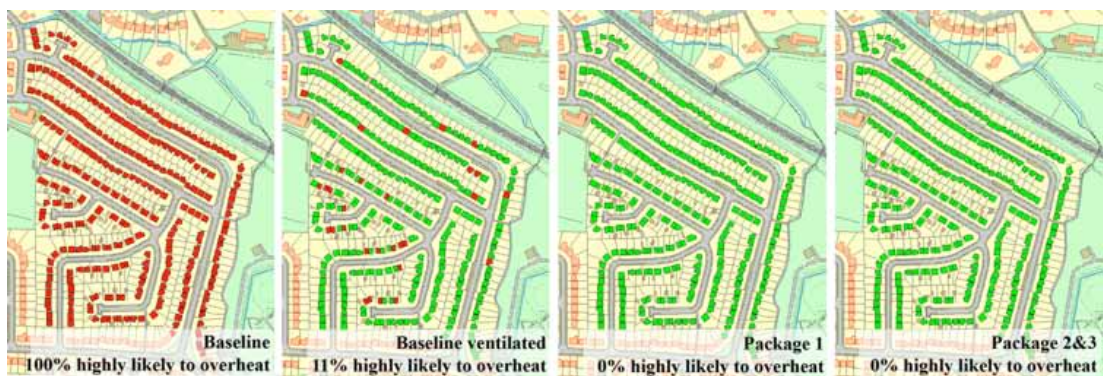 Baseline
100% highly likely to overheat
Baseline ventilated
11% highly likely to overheat
Package 1
0% highly likely to overheat
Package 2&3
0% highly likely to overheat